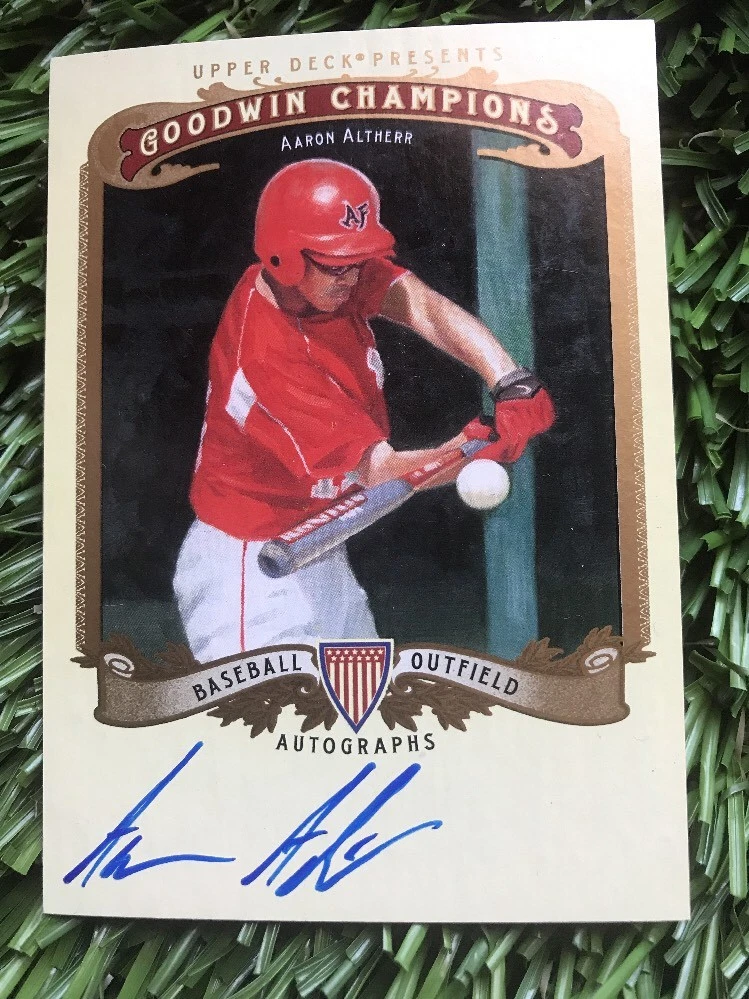 UPPER DECK® PRESENTS
GOODWIN CHAMPIONS
AARON ALTHERR
AF
BASEBALL OUTFIELD
AUTOGRAPHS